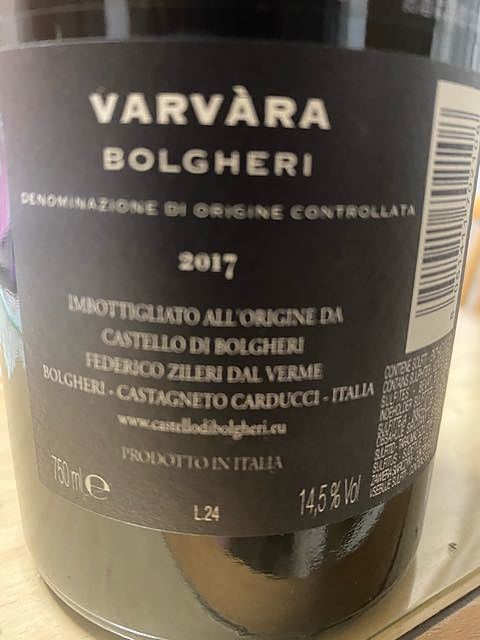 VARVÀRA
BOLGHERI
DENOMINAZIONE DI ORIGINE CONTROLLATA
2017
IMBOTTIGLIATO ALL'ORIGINE DA
CASTELLO DI BOLGHERI
FEDERICO ZILERI DAL VERME
BOLGHERI - CASTAGNETO CARDUCCI - ITALIA
www.castellodibolgheri.eu
PRODOTTO IN ITALIA
750 ml e
L.24
14,5 % Vol